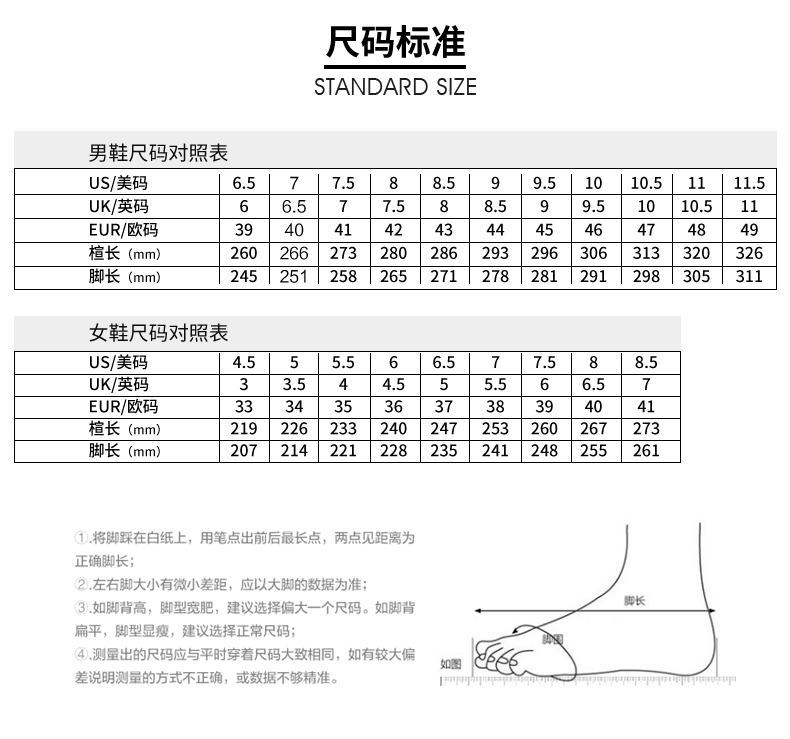 尺码标准
STANDARD SIZE
男鞋尺码对照表
US/美码 6.5 7 7.5 8 8.5 9 9.5 10 10.5 11 11.5
UK/英码 6 6.5 7 7.5 8 8.5 9 9.5 10 10.5 11
EUR/欧码 39 40 41 42 43 44 45 46 47 48 49
楦长（mm） 260 266 273 280 286 293 296 306 313 320 326
脚长（mm） 245 251 258 265 271 278 281 291 298 305 311
女鞋尺码对照表
US/美码 4.5 5 5.5 6 6.5 7 7.5 8 8.5
UK/英码 3 3.5 4 4.5 5 5.5 6 6.5 7
EUR/欧码 33 34 35 36 37 38 39 40 41
楦长（mm） 219 226 233 240 247 253 260 267 273
脚长（mm） 207 214 221 228 235 241 248 255 261
①.将脚踩在白纸上，用笔点出前后最长点，两点见距离为
正确脚长；
②.左右脚大小有微小差距，应以大脚的数据为准；
③.如脚背高，脚型宽肥，建议选择偏大一个尺码。如脚背
扁平，脚型显瘦，建议选择正常尺码；
④.测量出的尺码应与平时穿着尺码大致相同，如有较大偏
差说明测量的方式不正确，或数据不够精准。
脚长
脚围
如图